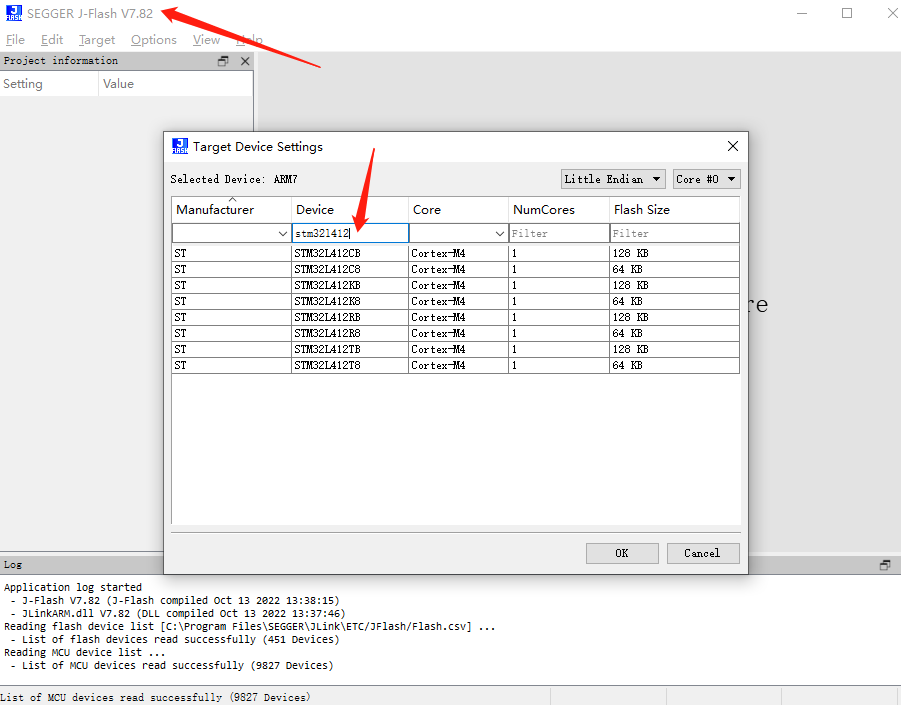 SEGGER J-Flash V7.82
File Edit Target Options View Help
Project information
Setting Value
re
Target Device Settings
Selected Device: ARM7 Little Endian Core #0
Manufacturer Device Core NumCores Flash Size
stm32l412 Filter Filter
ST STM32L412CB Cortex-M4 1 128 KB
ST STM32L412C8 Cortex-M4 1 64 KB
ST STM32L412KB Cortex-M4 1 128 KB
ST STM32L412K8 Cortex-M4 1 64 KB
ST STM32L412RB Cortex-M4 1 128 KB
ST STM32L412R8 Cortex-M4 1 64 KB
ST STM32L412TB Cortex-M4 1 128 KB
ST STM32L412T8 Cortex-M4 1 64 KB
OK Cancel
Log
Application log started
- J-Flash V7.82 (J-Flash compiled Oct 13 2022 13:38:15)
- JLinkARM.dll V7.82 (DLL compiled Oct 13 2022 13:37:46)
Reading flash device list [C:\Program Files\SEGGER\JLink\ETC/JFlash/Flash.csv] ...
- List of flash devices read successfully (451 Devices)
Reading MCU device list ...
- List of MCU devices read successfully (9827 Devices)
List of MCU devices read successfully (9827 Devices)